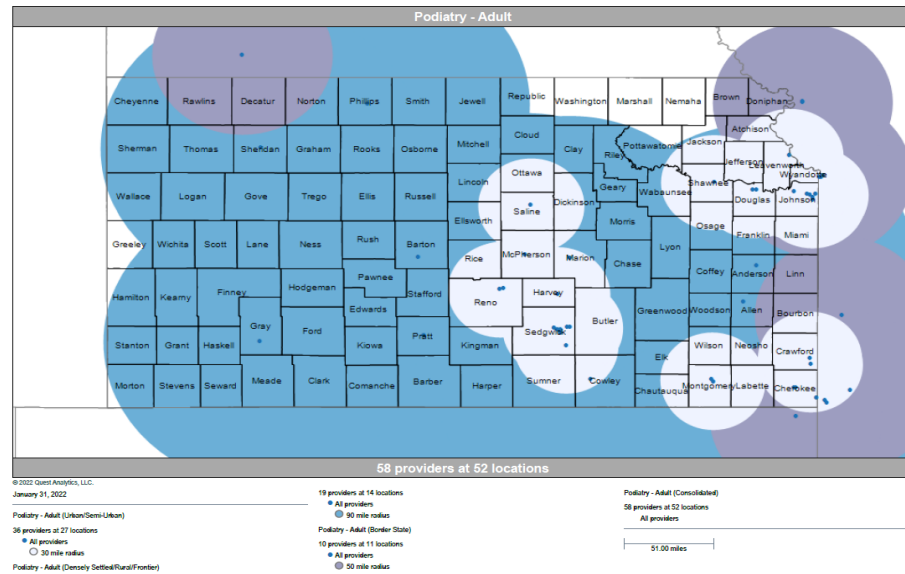 Podiatry - Adult
Cheyenne Rawlins Decatur Norton Phillips Smith Jewell Republic Washington Marshall Nemaha Brown Doniphan
Atchison
Sherman Thomas Sheridan Graham Rooks Osborne Mitchell Cloud Clay Riley Pottawatomie Jackson Jefferson Leavenworth
Wyandotte
Wallace Logan Gove Trego Ellis Russell Lincoln Ottawa Geary Wabaunsee Shawnee Douglas Johnson
Saline Dickinson
Greeley Wichita Scott Lane Ness Rush Barton Ellsworth Morris Osage Franklin Miami
Rice McPherson Marion Chase Lyon
Hamilton Kearny Finney Hodgeman Pawnee Stafford Coffey Anderson Linn
Reno Harvey
Gray Ford Edwards Greenwood Woodson Allen Bourbon
Stanton Grant Haskell Kiowa Pratt Kingman Sedgwick Butler Elk Wilson Neosho Crawford
Morton Stevens Seward Meade Clark Comanche Barber Harper Sumner Cowley Chautauqua Montgomery Labette Cherokee
58 providers at 52 locations
© 2022 Quest Analytics, LLC.
January 31, 2022
Podiatry - Adult (Urban/Semi-Urban)
36 providers at 27 locations
All providers
30 mile radius
Podiatry - Adult (Densely Settled/Rural/Frontier)
19 providers at 14 locations
All providers
90 mile radius
Podiatry - Adult (Border State)
10 providers at 11 locations
All providers
50 mile radius
Podiatry - Adult (Consolidated)
58 providers at 52 locations
All providers
51.00 miles